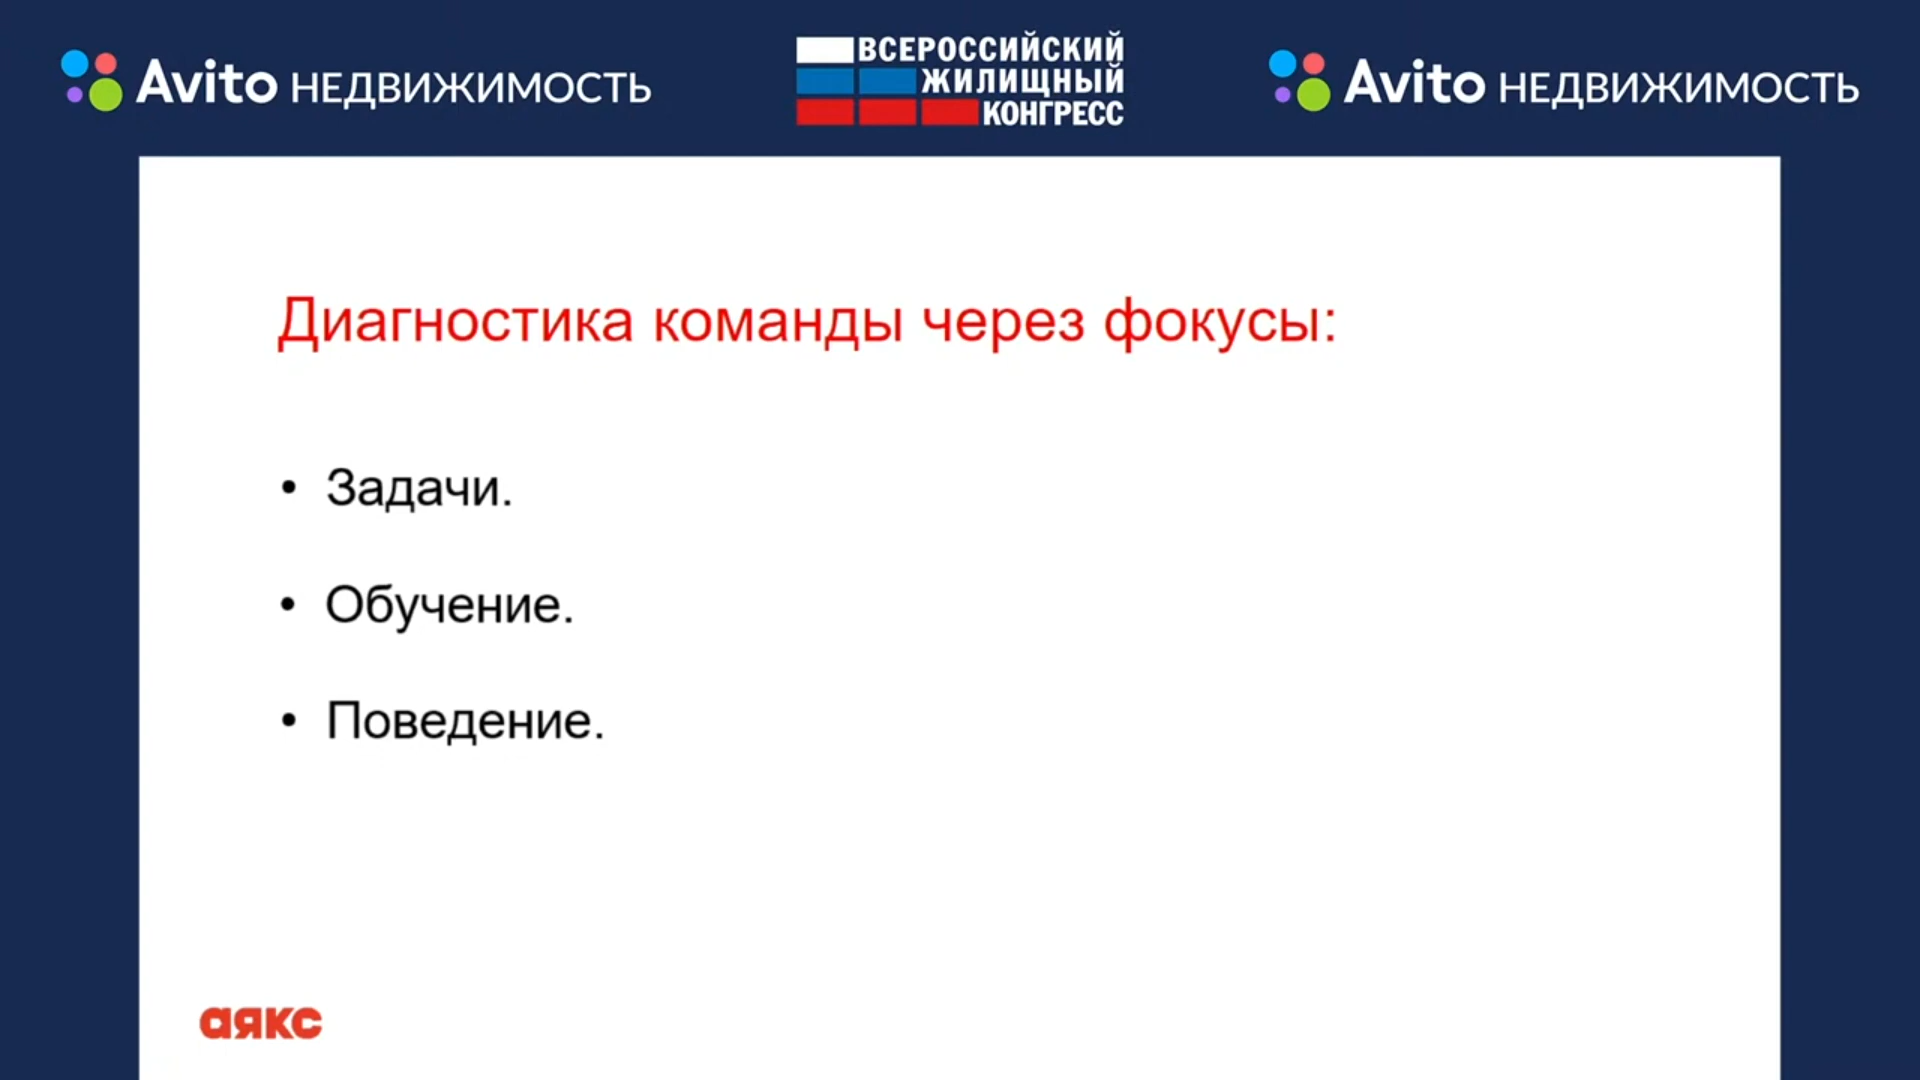 Avito НЕДВИЖИМОСТЬ
ВСЕРОССИЙСКИЙ
ЖИЛИЩНЫЙ
КОНГРЕСС
Avito НЕДВИЖИМОСТЬ
Диагностика команды через фокусы:
• Задачи.
• Обучение.
• Поведение.
аякс